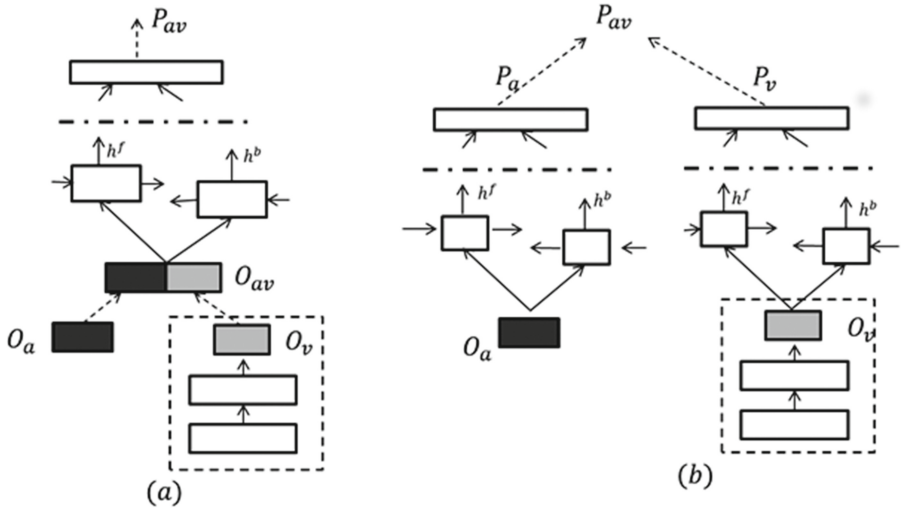 P_av
h^f
h^b
O_av
O_a
O_v
(a)
P_av
P_a
P_v
h^f
h^b
h^f
h^b
O_a
O_v
(b)